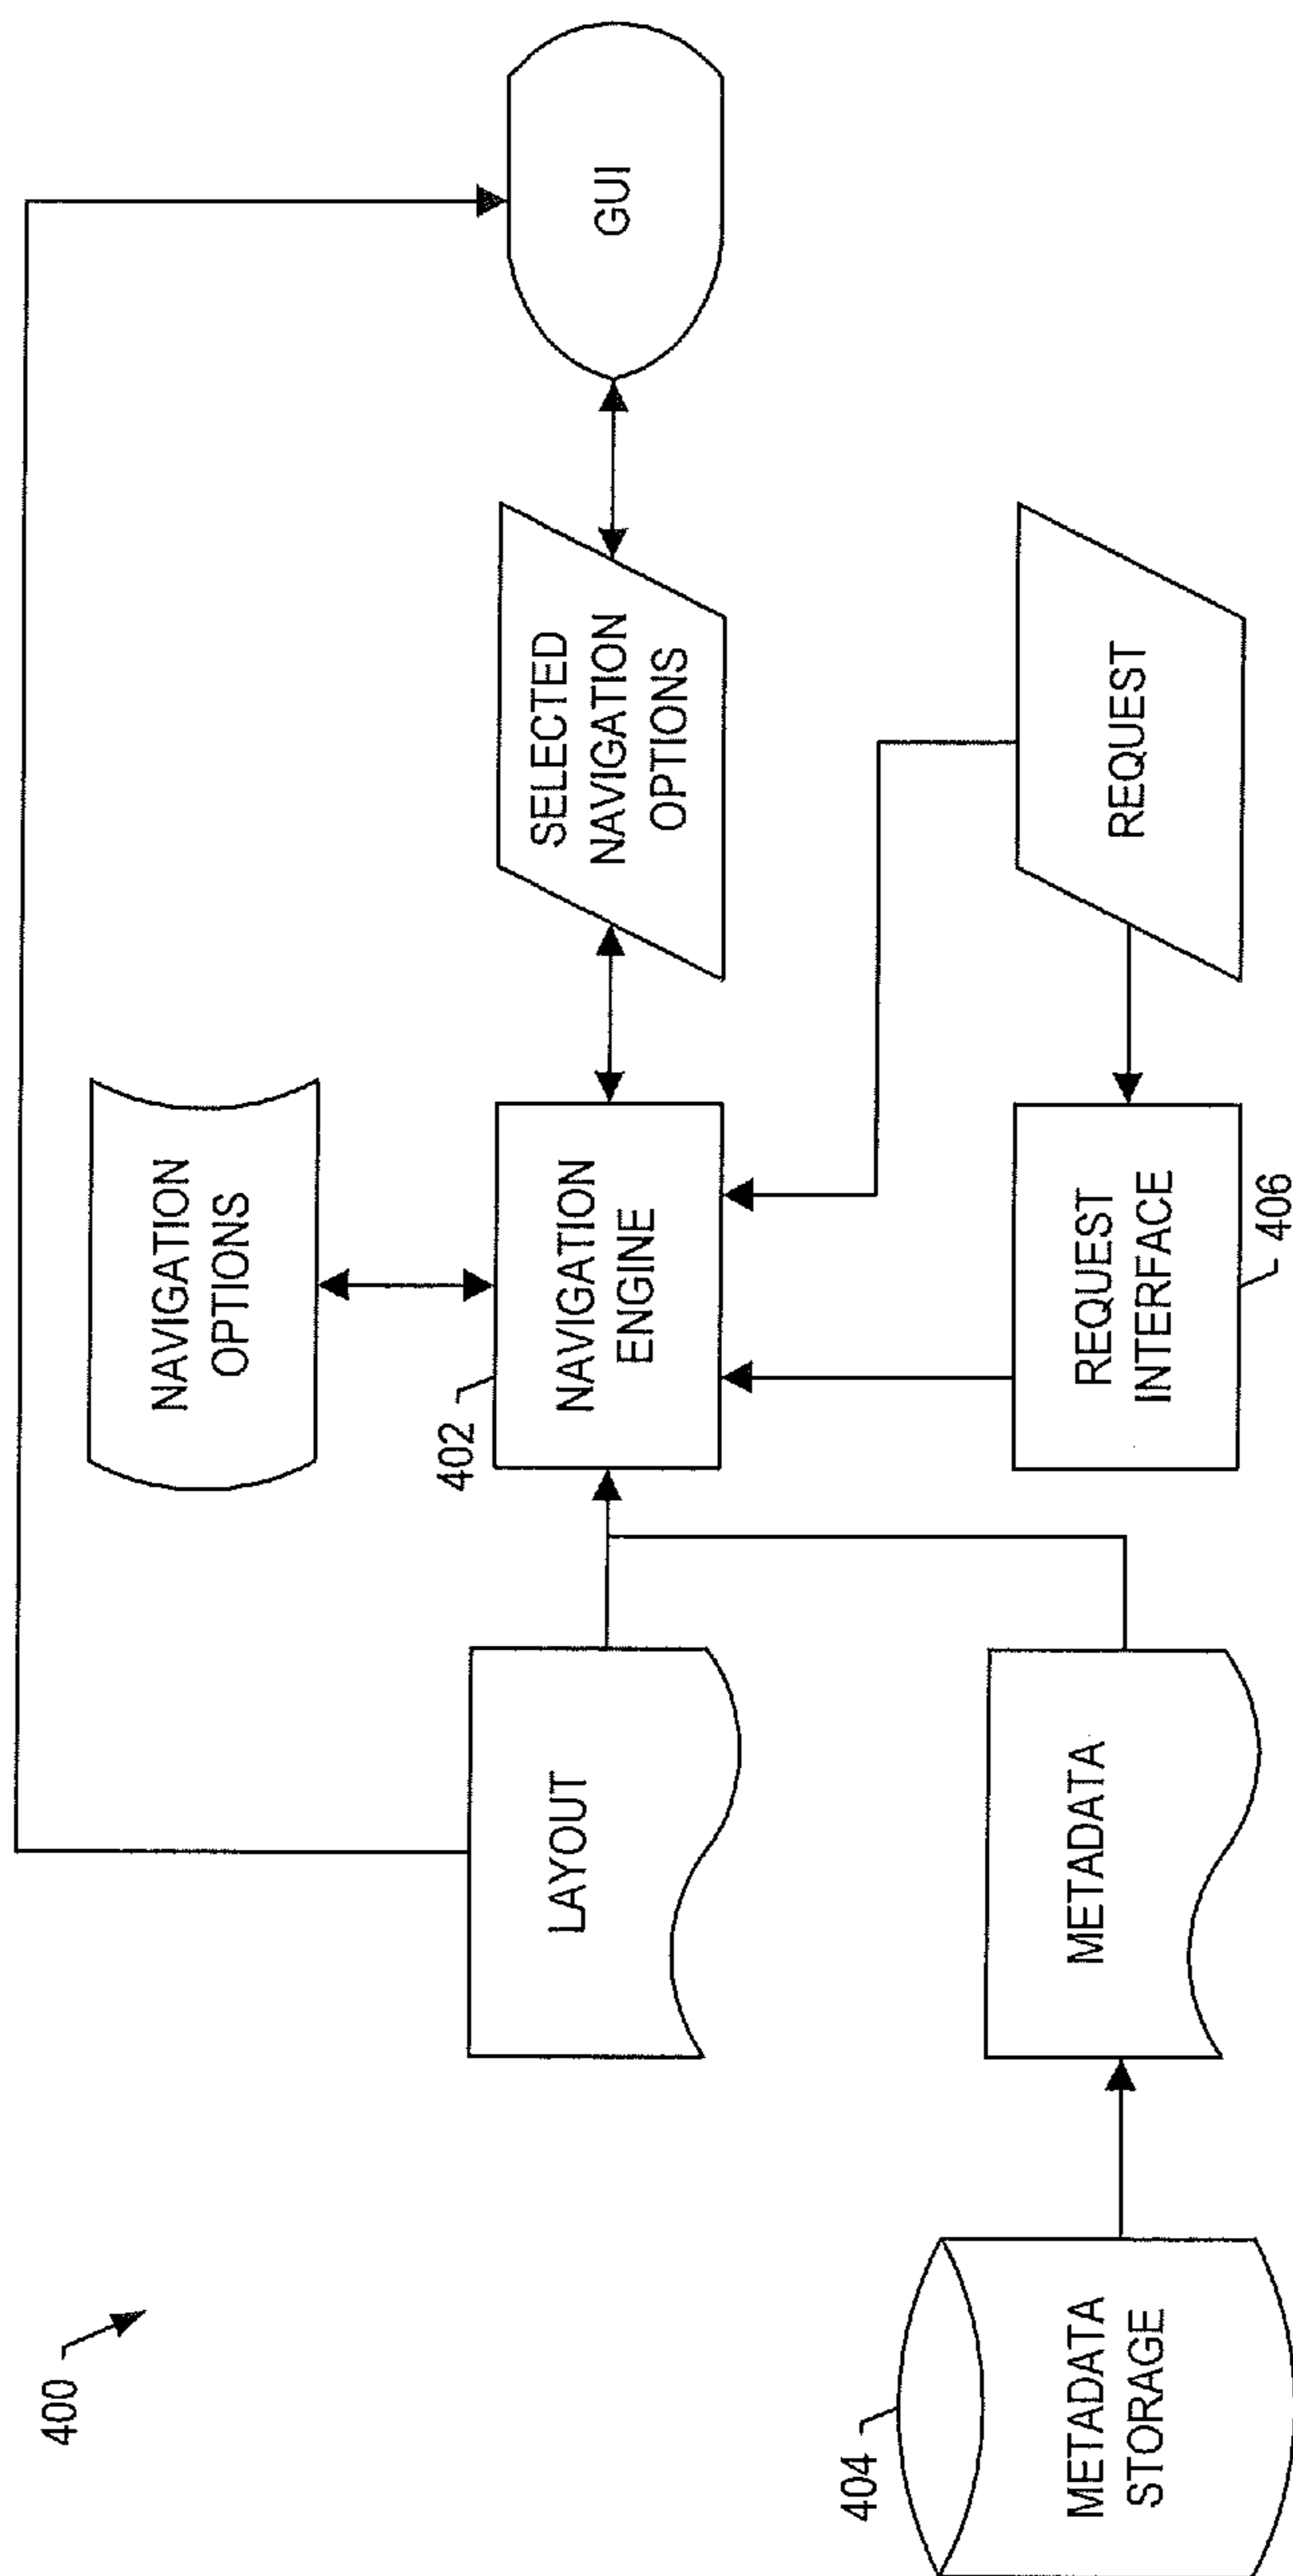 400
NAVIGATION
OPTIONS
402
LAYOUT
NAVIGATION
ENGINE
SELECTED
NAVIGATION
OPTIONS
GUI
404
METADATA
STORAGE
METADATA
REQUEST
INTERFACE
406
REQUEST